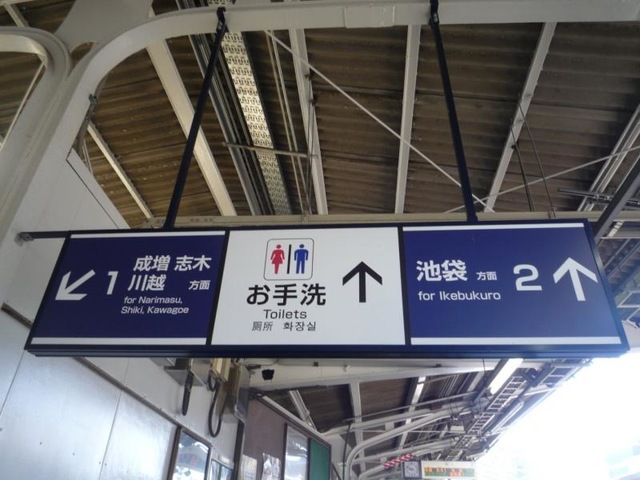 1
成増 志木
川越 方面
for Narimasu,
Shiki, Kawagoe
お手洗
Toilets
厕所 화장실
池袋 方面 2
for Ikebukuro